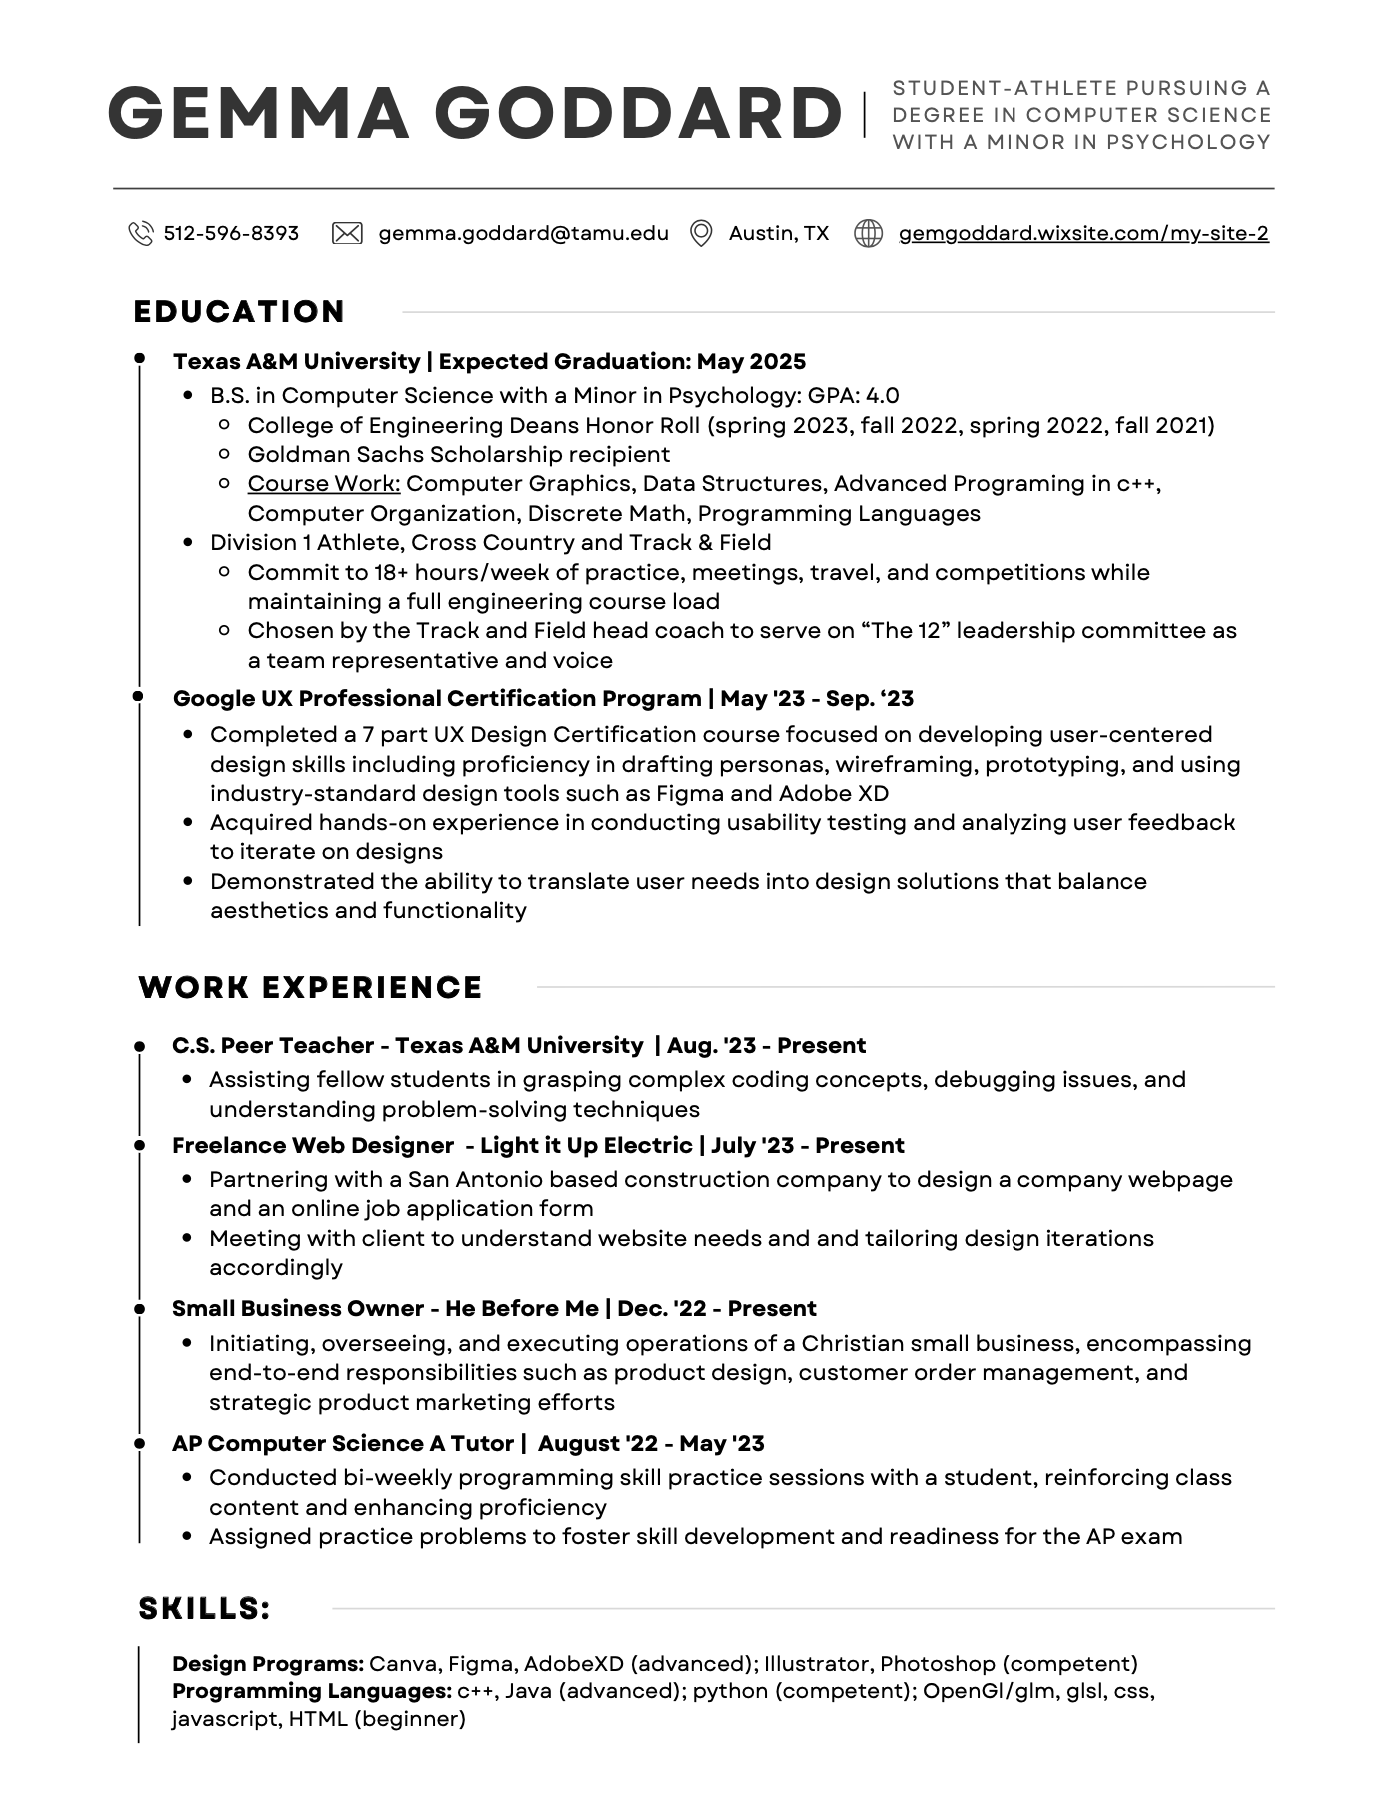 GEMMA GODDARD
STUDENT-ATHLETE PURSUING A
DEGREE IN COMPUTER SCIENCE
WITH A MINOR IN PSYCHOLOGY
512-596-8393 gemma.goddard@tamu.edu Austin, TX gemgoddard.wixsite.com/my-site-2
EDUCATION
Texas A&M University | Expected Graduation: May 2025
• B.S. in Computer Science with a Minor in Psychology: GPA: 4.0
◦ College of Engineering Deans Honor Roll (spring 2023, fall 2022, spring 2022, fall 2021)
◦ Goldman Sachs Scholarship recipient
◦ Course Work: Computer Graphics, Data Structures, Advanced Programing in c++,
Computer Organization, Discrete Math, Programming Languages
• Division 1 Athlete, Cross Country and Track & Field
◦ Commit to 18+ hours/week of practice, meetings, travel, and competitions while
maintaining a full engineering course load
◦ Chosen by the Track and Field head coach to serve on “The 12” leadership committee as
a team representative and voice
Google UX Professional Certification Program | May '23 - Sep. ‘23
• Completed a 7 part UX Design Certification course focused on developing user-centered
design skills including proficiency in drafting personas, wireframing, prototyping, and using
industry-standard design tools such as Figma and Adobe XD
• Acquired hands-on experience in conducting usability testing and analyzing user feedback
to iterate on designs
• Demonstrated the ability to translate user needs into design solutions that balance
aesthetics and functionality
WORK EXPERIENCE
C.S. Peer Teacher - Texas A&M University | Aug. '23 - Present
• Assisting fellow students in grasping complex coding concepts, debugging issues, and
understanding problem-solving techniques
Freelance Web Designer - Light it Up Electric | July '23 - Present
• Partnering with a San Antonio based construction company to design a company webpage
and an online job application form
• Meeting with client to understand website needs and and tailoring design iterations
accordingly
Small Business Owner - He Before Me | Dec. '22 - Present
• Initiating, overseeing, and executing operations of a Christian small business, encompassing
end-to-end responsibilities such as product design, customer order management, and
strategic product marketing efforts
AP Computer Science A Tutor | August '22 - May '23
• Conducted bi-weekly programming skill practice sessions with a student, reinforcing class
content and enhancing proficiency
• Assigned practice problems to foster skill development and readiness for the AP exam
SKILLS:
Design Programs: Canva, Figma, AdobeXD (advanced); Illustrator, Photoshop (competent)
Programming Languages: c++, Java (advanced); python (competent); OpenGl/glm, glsl, css,
javascript, HTML (beginner)